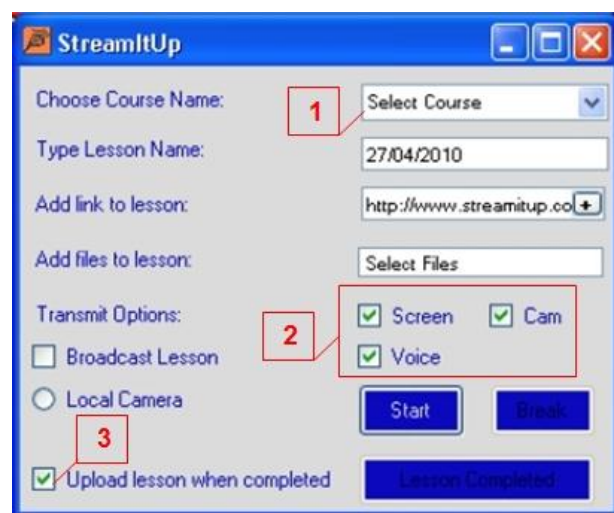 StreamItUp
Choose Course Name:
1
Select Course
Type Lesson Name:
27/04/2010
Add link to lesson:
http://www.streamitup.co
+
Add files to lesson:
Select Files
Transmit Options:
2
Screen
Cam
Broadcast Lesson
Voice
Local Camera
Start
Break
3
Upload lesson when completed
Lesson Completed